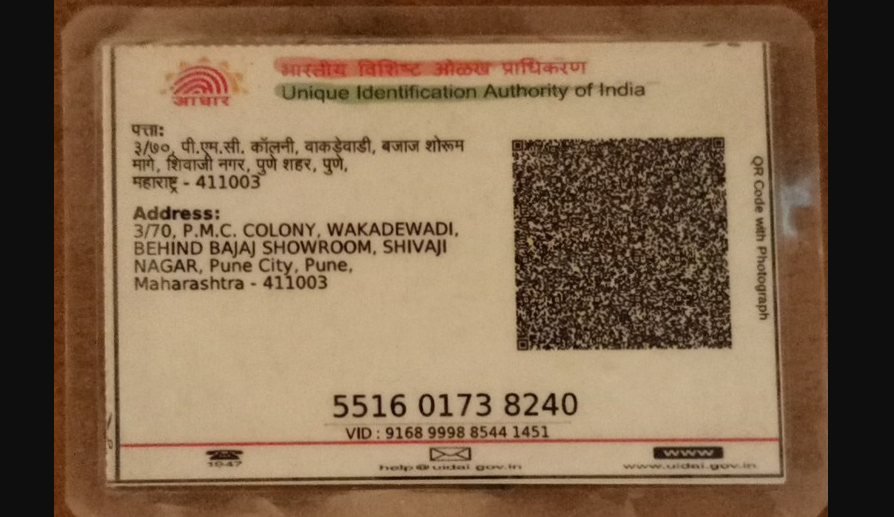 भारतीय विशिष्ट ओळख प्राधिकरण
Unique Identification Authority of India
आधार
पत्ता:
३/७०, पी.एम.सी. कॉलनी, वाकडेवाडी, बजाज शोरूम
मागे, शिवाजी नगर, पुणे शहर, पुणे,
महाराष्ट्र - 411003
Address:
3/70, P.M.C. COLONY, WAKADEWADI,
BEHIND BAJAJ SHOWROOM, SHIVAJI
NAGAR, Pune City, Pune,
Maharashtra - 411003
QR Code with Photograph
5516 0173 8240
VID : 9168 9998 8544 1451
1947
help@uidai.gov.in
www
www.uidai.gov.in